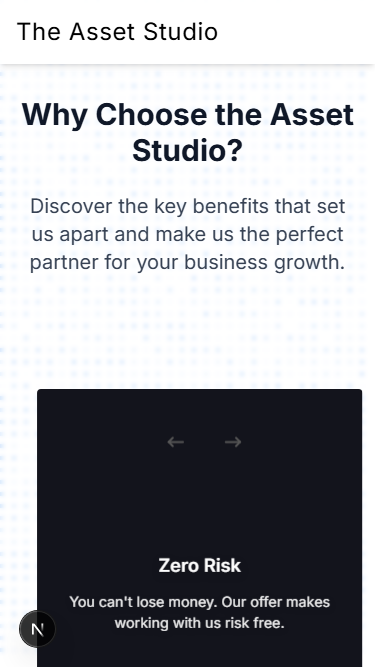 The Asset Studio
Why Choose the Asset
Studio?
Discover the key benefits that set
us apart and make us the perfect
partner for your business growth.
← →
Zero Risk
You can't lose money. Our offer makes
working with us risk free.
N